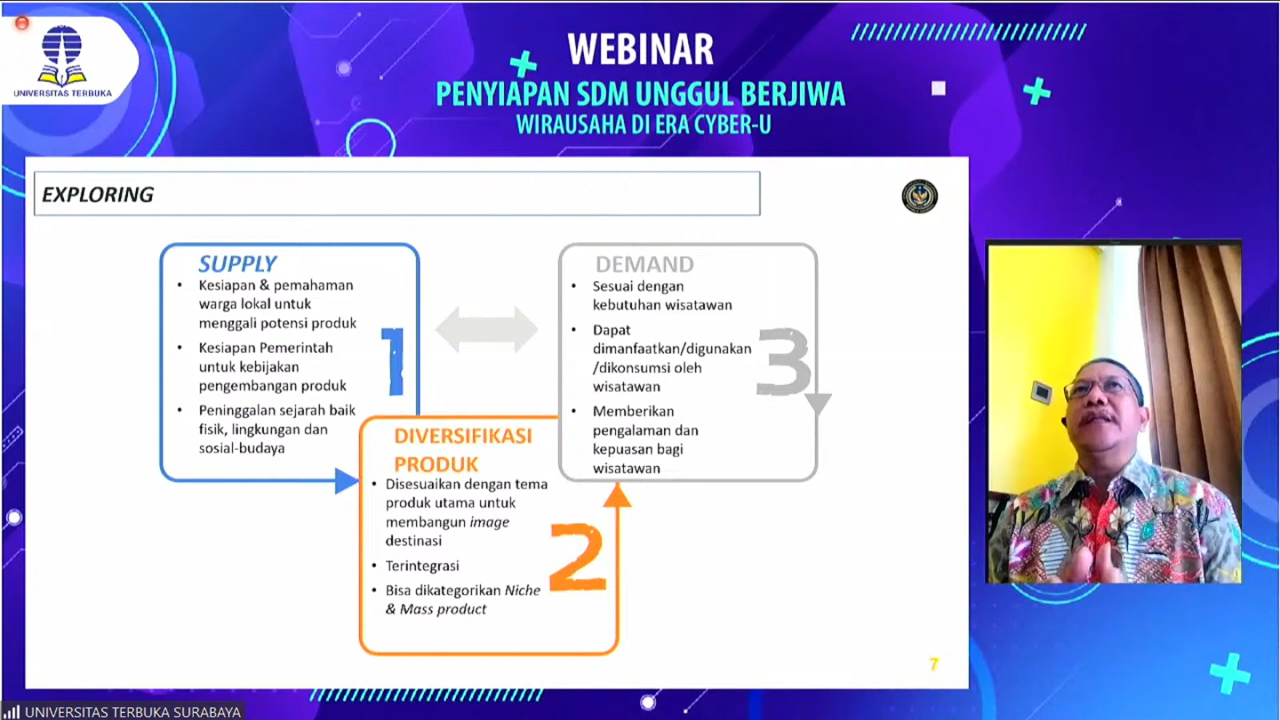 UNIVERSITAS TERBUKA
WEBINAR
PENYIAPAN SDM UNGGUL BERJIWA
WIRAUSAHA DI ERA CYBER-U
EXPLORING
SUPPLY
• Kesiapan & pemahaman
warga lokal untuk
menggali potensi produk
• Kesiapan Pemerintah
untuk kebijakan
pengembangan produk
• Peninggalan sejarah baik
fisik, lingkungan dan
sosial-budaya
1
DIVERSIFIKASI
PRODUK
• Disesuaikan dengan tema
produk utama untuk
membangun image
destinasi
• Terintegrasi
• Bisa dikategorikan Niche
& Mass product
2
DEMAND
• Sesuai dengan
kebutuhan wisatawan
• Dapat
dimanfaatkan/digunakan
/dikonsumsi oleh
wisatawan
• Memberikan
pengalaman dan
kepuasan bagi
wisatawan
3
7
UNIVERSITAS TERBUKA SURABAYA